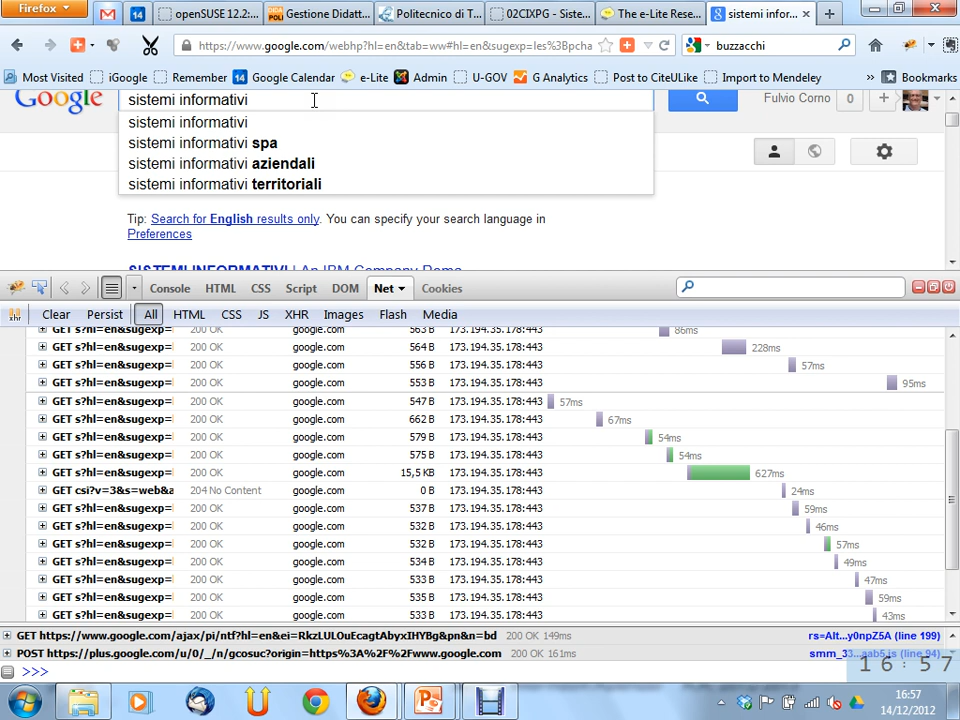 Firefox
openSUSE 12.2:...
Gestione Didatt...
Politecnico di T...
02CIXPG - Siste...
The e-Lite Rese...
sistemi infor...
https://www.google.com/webhp?hl=en&tab=ww#hl=en&sugexp=les%3Bpcha
buzzacchi
Most Visited
iGoogle
Remember
14 Google Calendar
e-Lite
Admin
U-GOV
G Analytics
Post to CiteULike
Import to Mendeley
Bookmarks
Google
sistemi informativi
Fulvio Corno
0
sistemi informativi
sistemi informativi spa
sistemi informativi aziendali
sistemi informativi territoriali
Tip: Search for English results only. You can specify your search language in
Preferences
SISTEMI INFORMATIVI | An IBM Company Roma
Console HTML CSS Script DOM Net Cookies
Clear Persist All HTML CSS JS XHR Images Flash Media
GET s?hl=en&sugexp= 200 OK google.com 563 B 173.194.35.178:443 86ms
GET s?hl=en&sugexp= 200 OK google.com 564 B 173.194.35.178:443 228ms
GET s?hl=en&sugexp= 200 OK google.com 556 B 173.194.35.178:443 57ms
GET s?hl=en&sugexp= 200 OK google.com 553 B 173.194.35.178:443 95ms
GET s?hl=en&sugexp= 200 OK google.com 547 B 173.194.35.178:443 57ms
GET s?hl=en&sugexp= 200 OK google.com 662 B 173.194.35.178:443 67ms
GET s?hl=en&sugexp= 200 OK google.com 579 B 173.194.35.178:443 54ms
GET s?hl=en&sugexp= 200 OK google.com 575 B 173.194.35.178:443 54ms
GET s?hl=en&sugexp= 200 OK google.com 15,5 KB 173.194.35.178:443 627ms
GET csi?v=3&s=web&a 204 No Content google.com 0 B 173.194.35.178:443 24ms
GET s?hl=en&sugexp= 200 OK google.com 537 B 173.194.35.178:443 59ms
GET s?hl=en&sugexp= 200 OK google.com 532 B 173.194.35.178:443 46ms
GET s?hl=en&sugexp= 200 OK google.com 532 B 173.194.35.178:443 57ms
GET s?hl=en&sugexp= 200 OK google.com 534 B 173.194.35.178:443 49ms
GET s?hl=en&sugexp= 200 OK google.com 533 B 173.194.35.178:443 47ms
GET s?hl=en&sugexp= 200 OK google.com 535 B 173.194.35.178:443 59ms
GET s?hl=en&sugexp= 200 OK google.com 533 B 173.194.35.178:443 43ms
GET https://www.google.com/ajax/pi/ntf?hl=en&ei=RkzLULOuEcagtAbyxIHYBg&pn&n=bd 200 OK 149ms rs=Alt...y0npZ5A (line 199)
POST https://plus.google.com/u/0/_/n/gcosuc?origin=https%3A%2F%2Fwww.google.com 200 OK 161ms smm_33...aab5.js (line 94)
16:57
>>>
16:57
14/12/2012